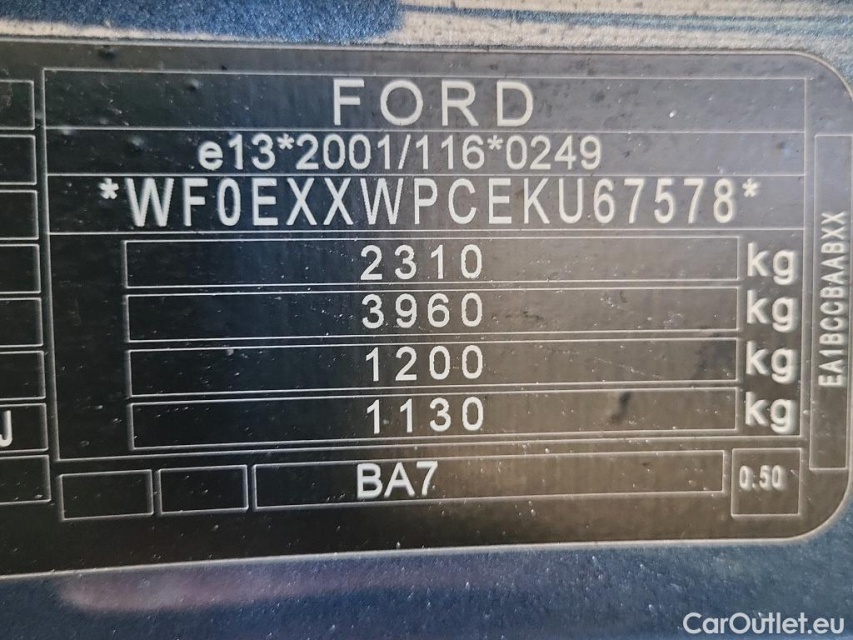 FORD
e13*2001/116*0249
*WF0EXXWPCEKU67578*
2310 kg
3960 kg
1200 kg
1130 kg
J
BA7
0.50
EA1BCCBAABXX
CarOutlet.eu